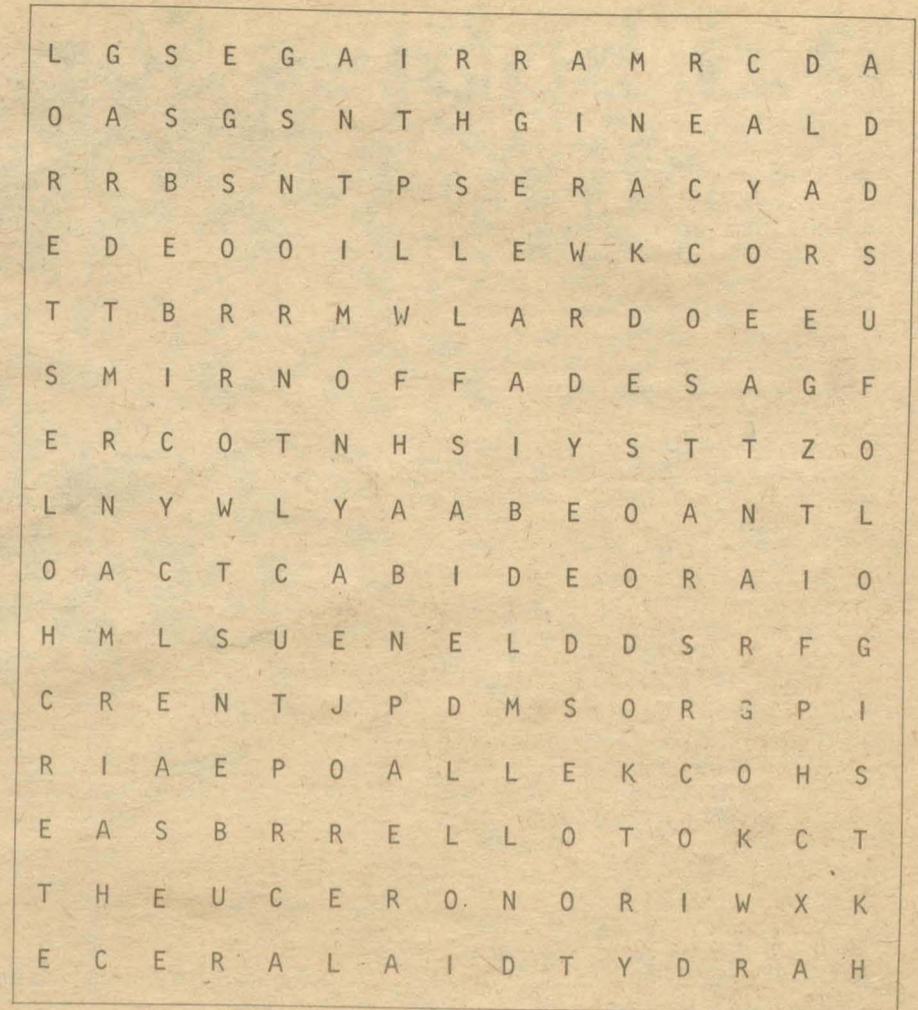 L G S E G A I R R A M R C D A
O A S G S N T H G I N E A L D
R R B S N T P S E R A C Y A D
E D E O O I L L E W K C O R S
T T B R R M W L A R D O E E U
S M I R N O F F A D E S A G F
E R C O T N H S I Y S T T Z O
L N Y W L Y A A B E O A N T L
O A C T C A B I D E O R A I O
H M L S U E N E L D D S R F G
C R E N T J P D M S O R G P I
R I A E P O A L L E K C O H S
E A S B R R E L L O T O K C T
T H E U C E R O N O R I W X K
E C E R A L A I D T Y D R A H